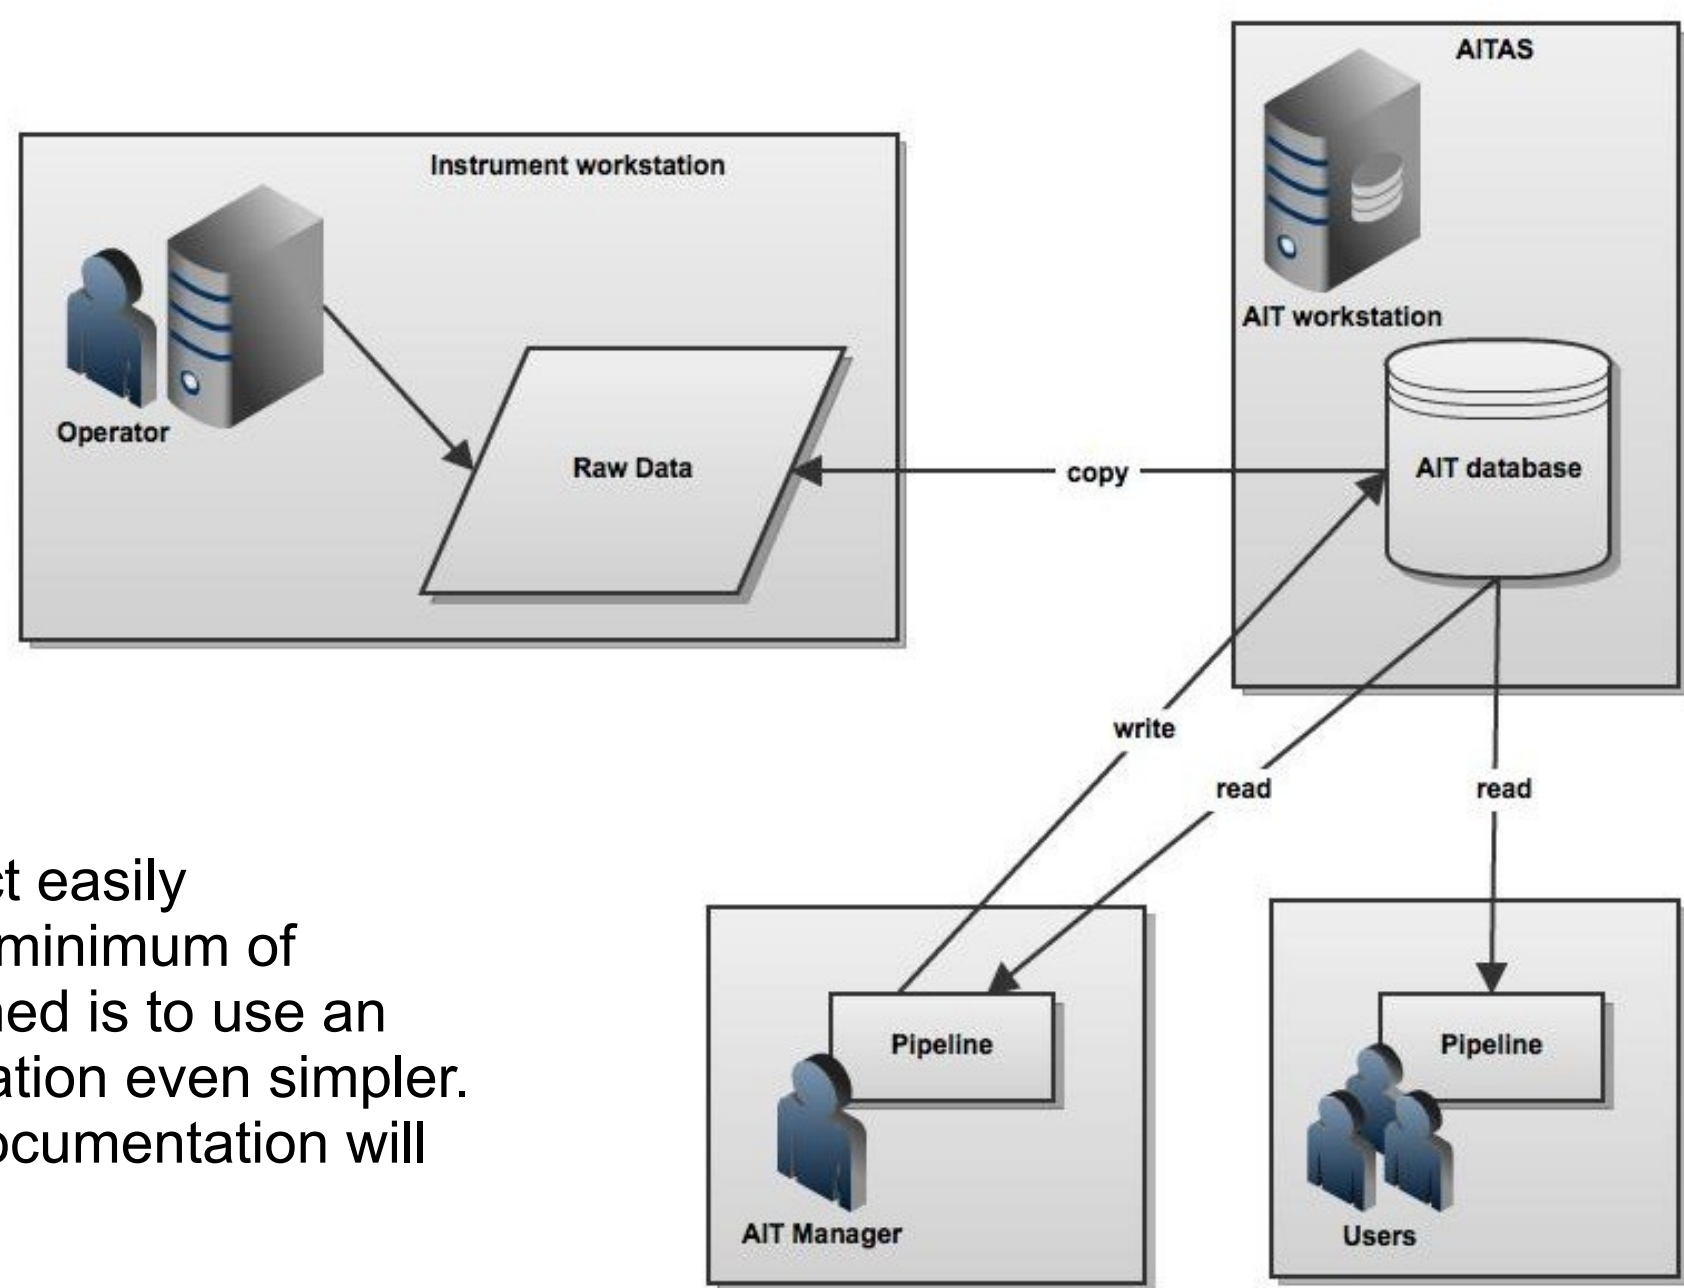 AITAS
Instrument workstation
AIT workstation
Operator
Raw Data
copy
AIT database
write
read
read
ct easily
minimum of
ned is to use an
ation even simpler.
ocumentation will
Pipeline
Pipeline
AIT Manager
Users